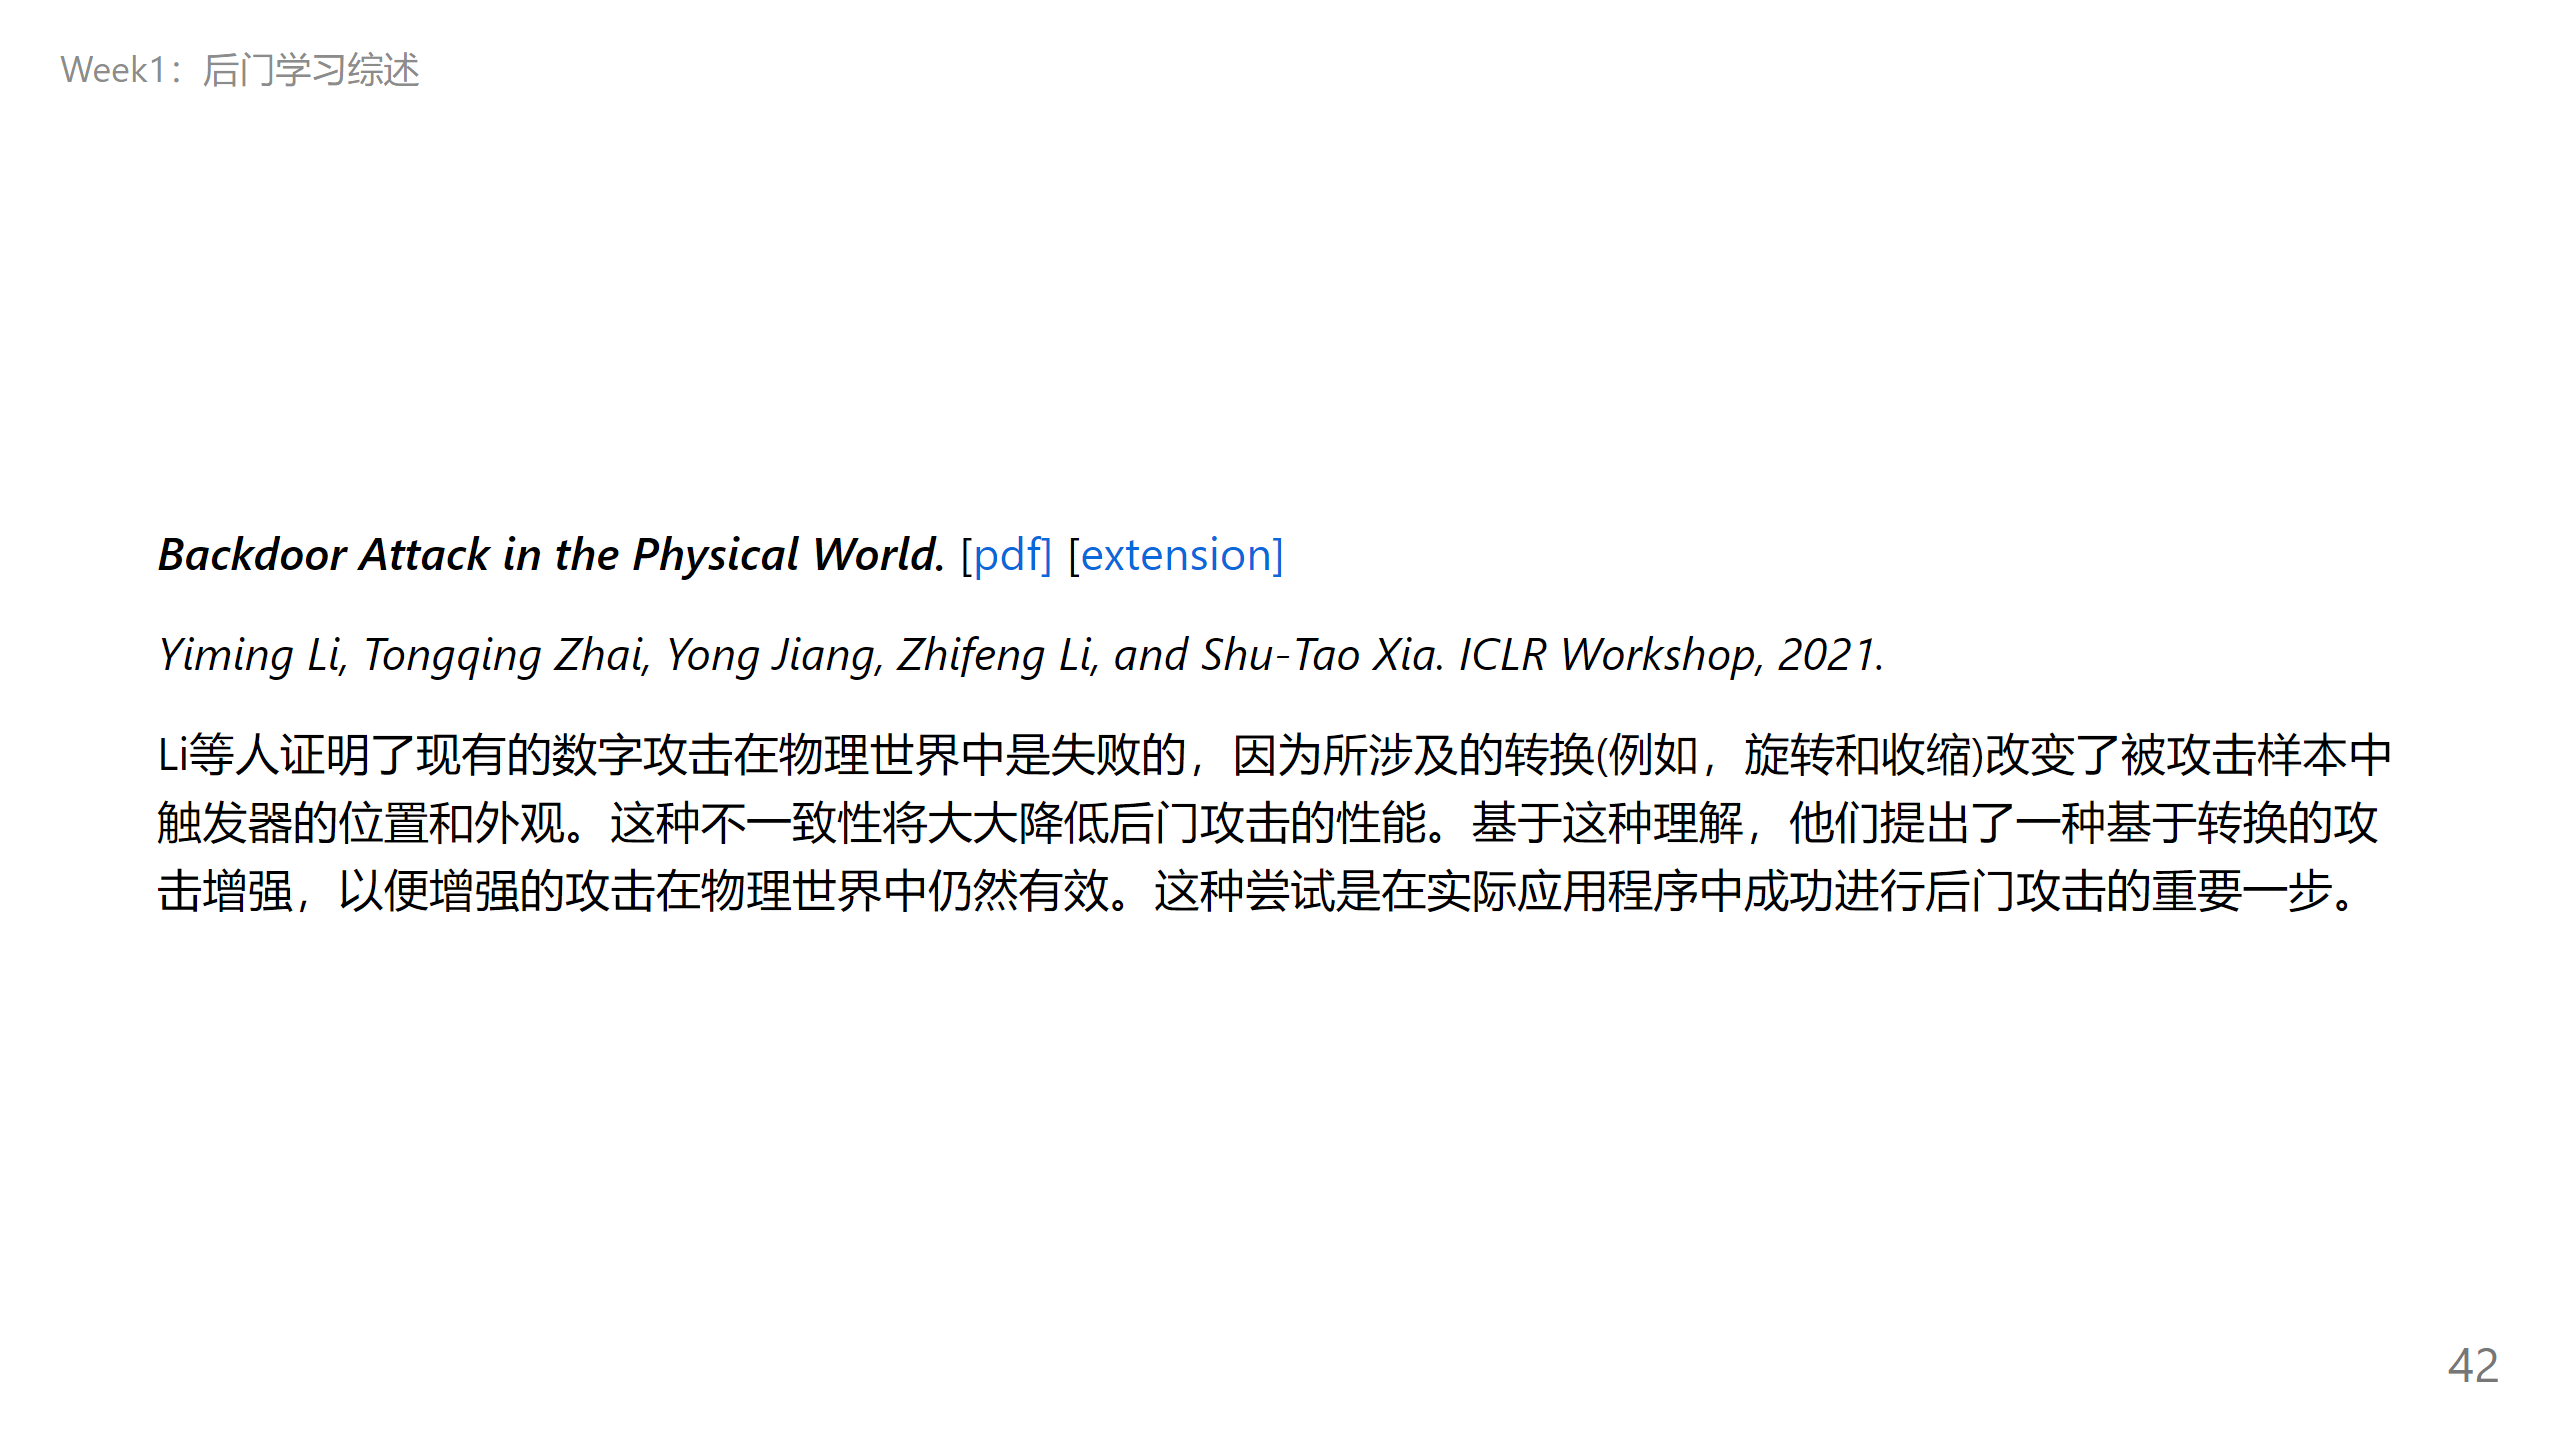 Week1：后门学习综述
Backdoor Attack in the Physical World. [pdf] [extension]
Yiming Li, Tongqing Zhai, Yong Jiang, Zhifeng Li, and Shu-Tao Xia. ICLR Workshop, 2021.
Li等人证明了现有的数字攻击在物理世界中是失败的，因为所涉及的转换(例如，旋转和收缩)改变了被攻击样本中
触发器的位置和外观。这种不一致性将大大降低后门攻击的性能。基于这种理解，他们提出了一种基于转换的攻
击增强，以便增强的攻击在物理世界中仍然有效。这种尝试是在实际应用程序中成功进行后门攻击的重要一步。
42